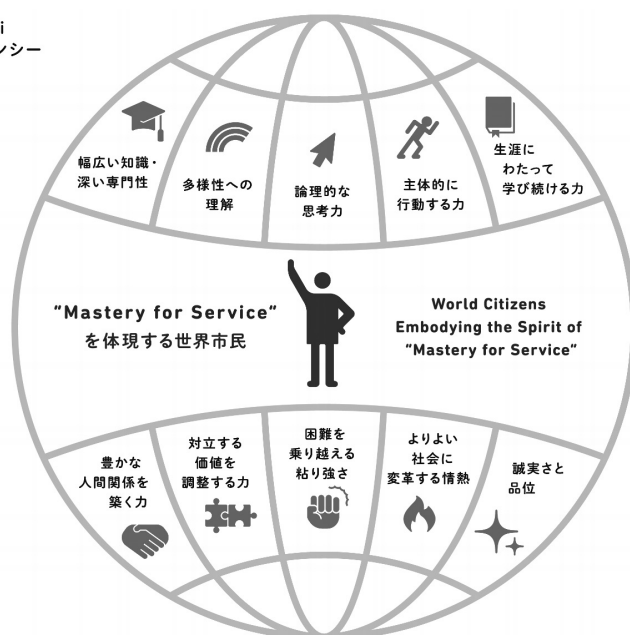 i
ンシー
幅広い知識・
深い専門性
多様性への
理解
論理的な
思考力
主体的に
行動する力
生涯に
わたって
学び続ける力
"Mastery for Service"
を体現する世界市民
World Citizens
Embodying the Spirit of
"Mastery for Service"
豊かな
人間関係を
築く力
対立する
価値を
調整する力
困難を
乗り越える
粘り強さ
よりよい
社会に
変革する情熱
誠実さと
品位